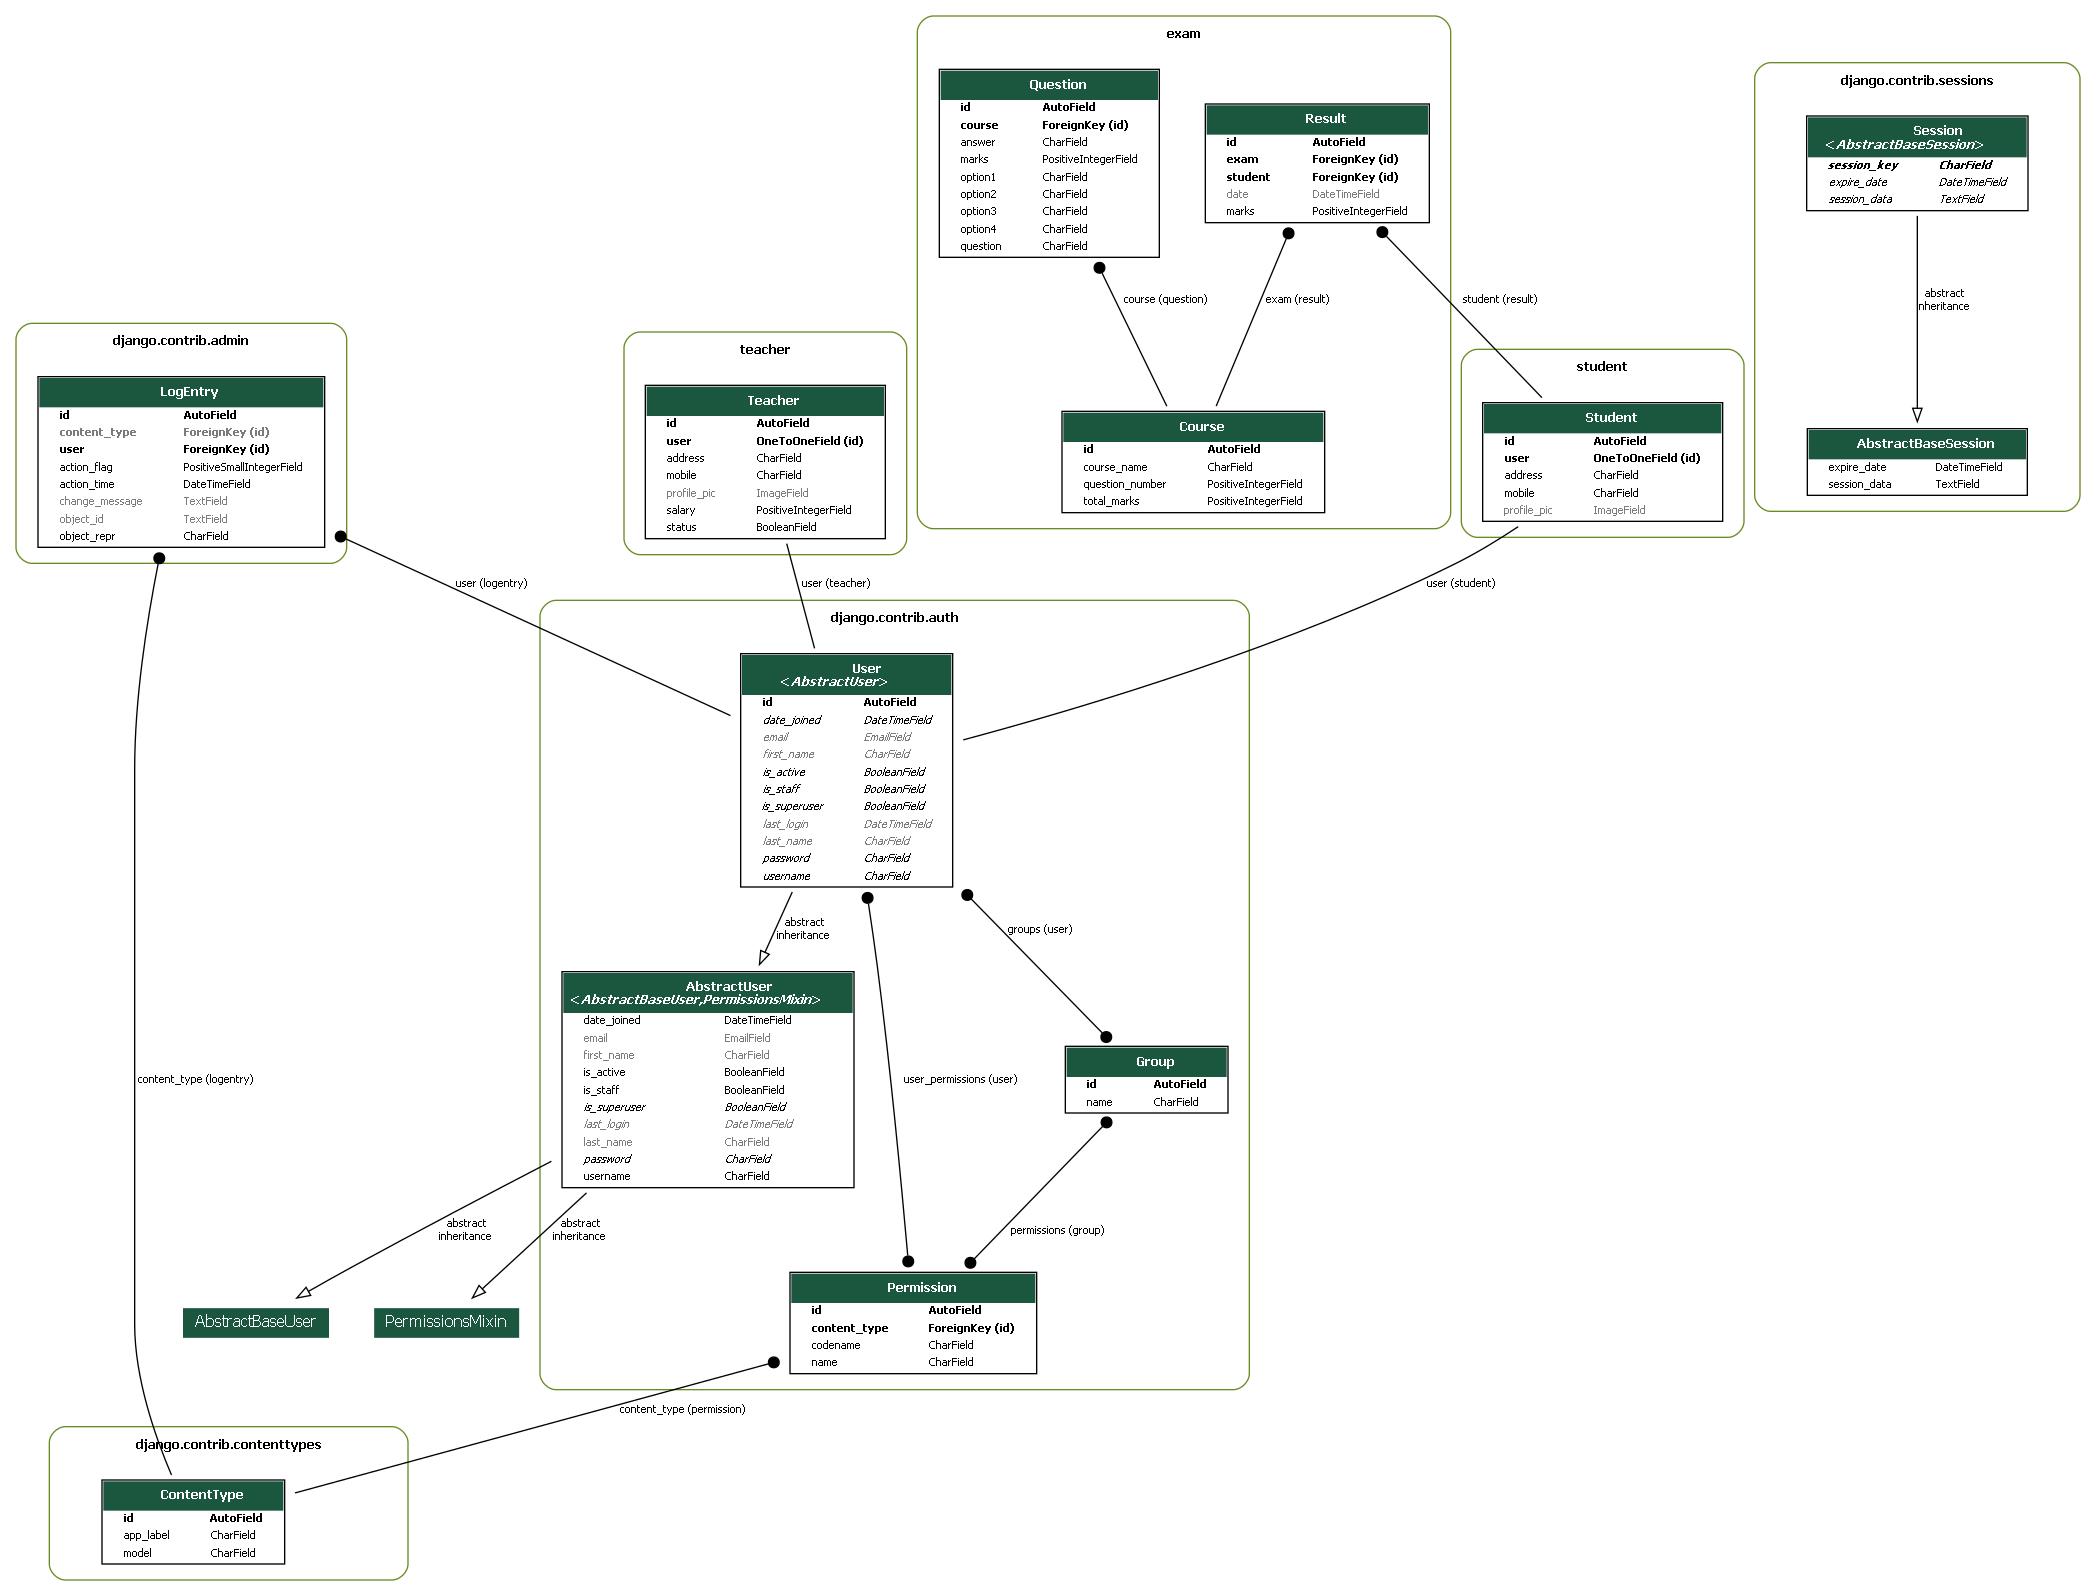 exam
Question
id AutoField
course ForeignKey (id)
answer CharField
marks PositiveIntegerField
option1 CharField
option2 CharField
option3 CharField
option4 CharField
question CharField
Result
id AutoField
exam ForeignKey (id)
student ForeignKey (id)
date DateTimeField
marks PositiveIntegerField
course (question)
exam (result)
student (result)
Course
id AutoField
course_name CharField
question_number PositiveIntegerField
total_marks PositiveIntegerField
django.contrib.sessions
Session
<AbstractBaseSession>
session_key CharField
expire_date DateTimeField
session_data TextField
abstract
nheritance
AbstractBaseSession
expire_date DateTimeField
session_data TextField
django.contrib.admin
LogEntry
id AutoField
content_type ForeignKey (id)
user ForeignKey (id)
action_flag PositiveSmallIntegerField
action_time DateTimeField
change_message TextField
object_id TextField
object_repr CharField
teacher
Teacher
id AutoField
user OneToOneField (id)
address CharField
mobile CharField
profile_pic ImageField
salary PositiveIntegerField
status BooleanField
student
Student
id AutoField
user OneToOneField (id)
address CharField
mobile CharField
profile_pic ImageField
user (logentry)
user (teacher)
user (student)
django.contrib.auth
User
<AbstractUser>
id AutoField
date_joined DateTimeField
email EmailField
first_name CharField
is_active BooleanField
is_staff BooleanField
is_superuser BooleanField
last_login DateTimeField
last_name CharField
password CharField
username CharField
abstract
inheritance
groups (user)
AbstractUser
<AbstractBaseUser,PermissionsMixin>
date_joined DateTimeField
email EmailField
first_name CharField
is_active BooleanField
is_staff BooleanField
is_superuser BooleanField
last_login DateTimeField
last_name CharField
password CharField
username CharField
user_permissions (user)
Group
id AutoField
name CharField
content_type (logentry)
abstract
inheritance
abstract
inheritance
permissions (group)
AbstractBaseUser
PermissionsMixin
Permission
id AutoField
content_type ForeignKey (id)
codename CharField
name CharField
content_type (permission)
django.contrib.contenttypes
ContentType
id AutoField
app_label CharField
model CharField